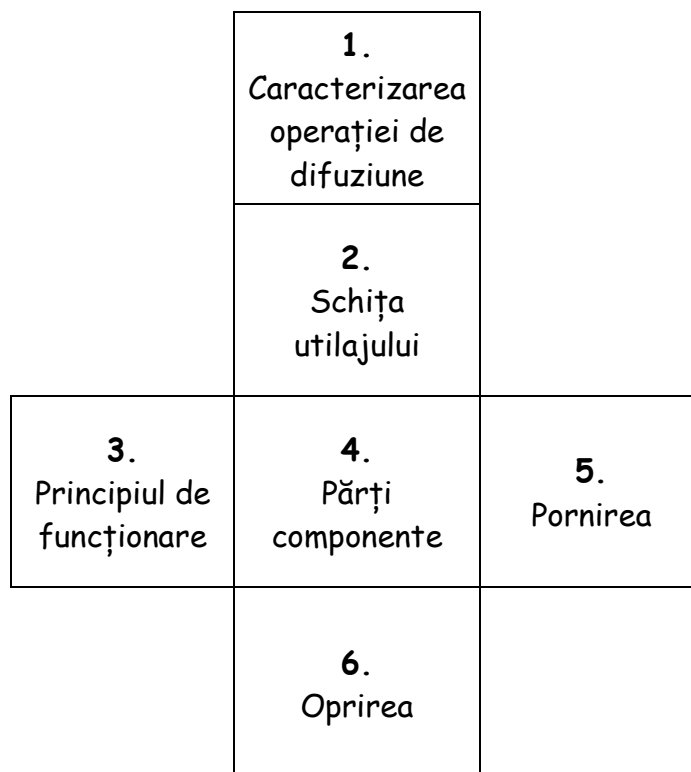 1.
Caracterizarea
operației de
difuziune
2.
Schița
utilajului
3.
Principiul de
funcționare
4.
Părți
componente
5.
Pornirea
6.
Oprirea